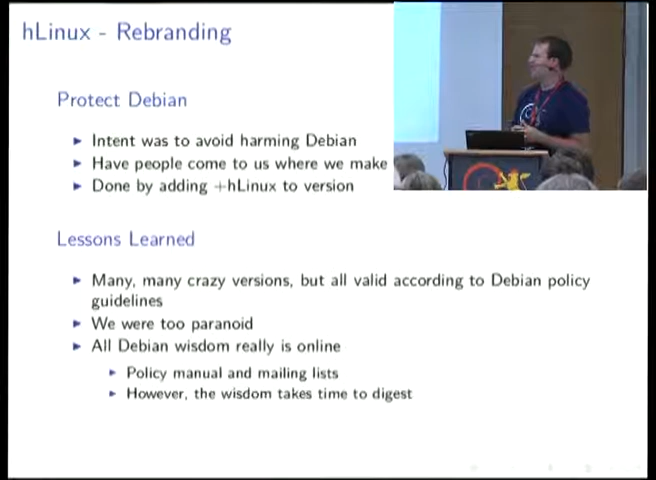 hLinux - Rebranding
Protect Debian
Intent was to avoid harming Debian
Have people come to us where we make
Done by adding +hLinux to version
Lessons Learned
Many, many crazy versions, but all valid according to Debian policy
guidelines
We were too paranoid
All Debian wisdom really is online
Policy manual and mailing lists
However, the wisdom takes time to digest